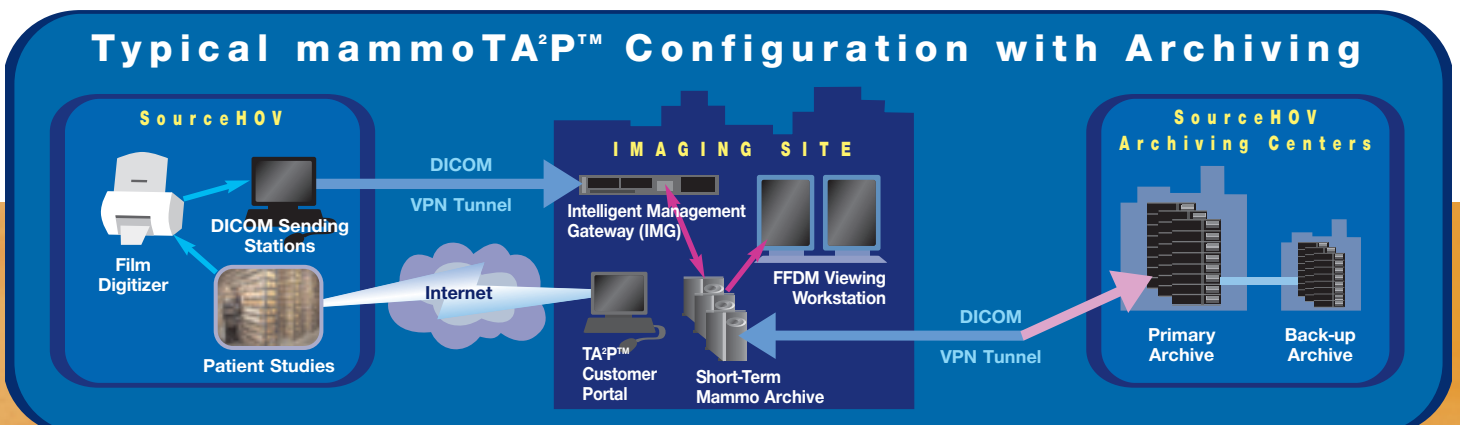 Typical mammoTA²P™ Configuration with Archiving
SourceHOV
Film
Digitizer
DICOM Sending
Stations
Patient Studies
DICOM
VPN Tunnel
Internet
IMAGING SITE
Intelligent Management
Gateway (IMG)
FFDM Viewing
Workstation
TA²P™
Customer
Portal
Short-Term
Mammo Archive
DICOM
VPN Tunnel
SourceHOV
Archiving Centers
Primary
Archive
Back-up
Archive